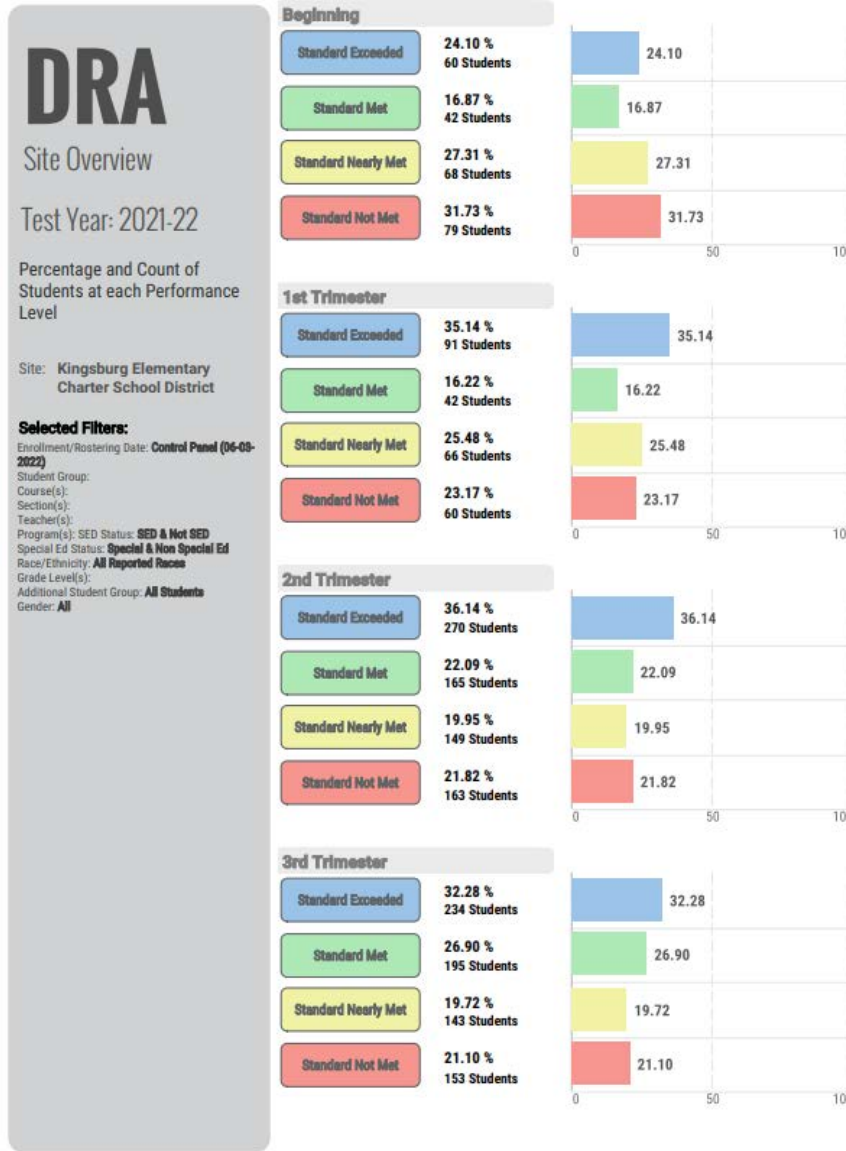 DRA
Site Overview
Test Year: 2021-22
Percentage and Count of
Students at each Performance
Level
Site: Kingsburg Elementary
Charter School District
Selected Filters:
Enrollment/Rostering Date: Control Panel (06-03-
2022)
Student Group:
Course(s):
Section(s):
Teacher(s):
Program(s): SED Status: SED & Not SED
Special Ed Status: Special & Non Special Ed
Race/Ethnicity: All Reported Races
Grade Level(s):
Additional Student Group: All Students
Gender: All
Beginning
Standard Exceeded
24.10 %
60 Students
24.10
Standard Met
16.87 %
42 Students
16.87
Standard Nearly Met
27.31 %
68 Students
27.31
Standard Not Met
31.73 %
79 Students
31.73
0 50 10
1st Trimester
Standard Exceeded
35.14 %
91 Students
35.14
Standard Met
16.22 %
42 Students
16.22
Standard Nearly Met
25.48 %
66 Students
25.48
Standard Not Met
23.17 %
60 Students
23.17
0 50 10
2nd Trimester
Standard Exceeded
36.14 %
270 Students
36.14
Standard Met
22.09 %
165 Students
22.09
Standard Nearly Met
19.95 %
149 Students
19.95
Standard Not Met
21.82 %
163 Students
21.82
0 50 10
3rd Trimester
Standard Exceeded
32.28 %
234 Students
32.28
Standard Met
26.90 %
195 Students
26.90
Standard Nearly Met
19.72 %
143 Students
19.72
Standard Not Met
21.10 %
153 Students
21.10
0 50 10